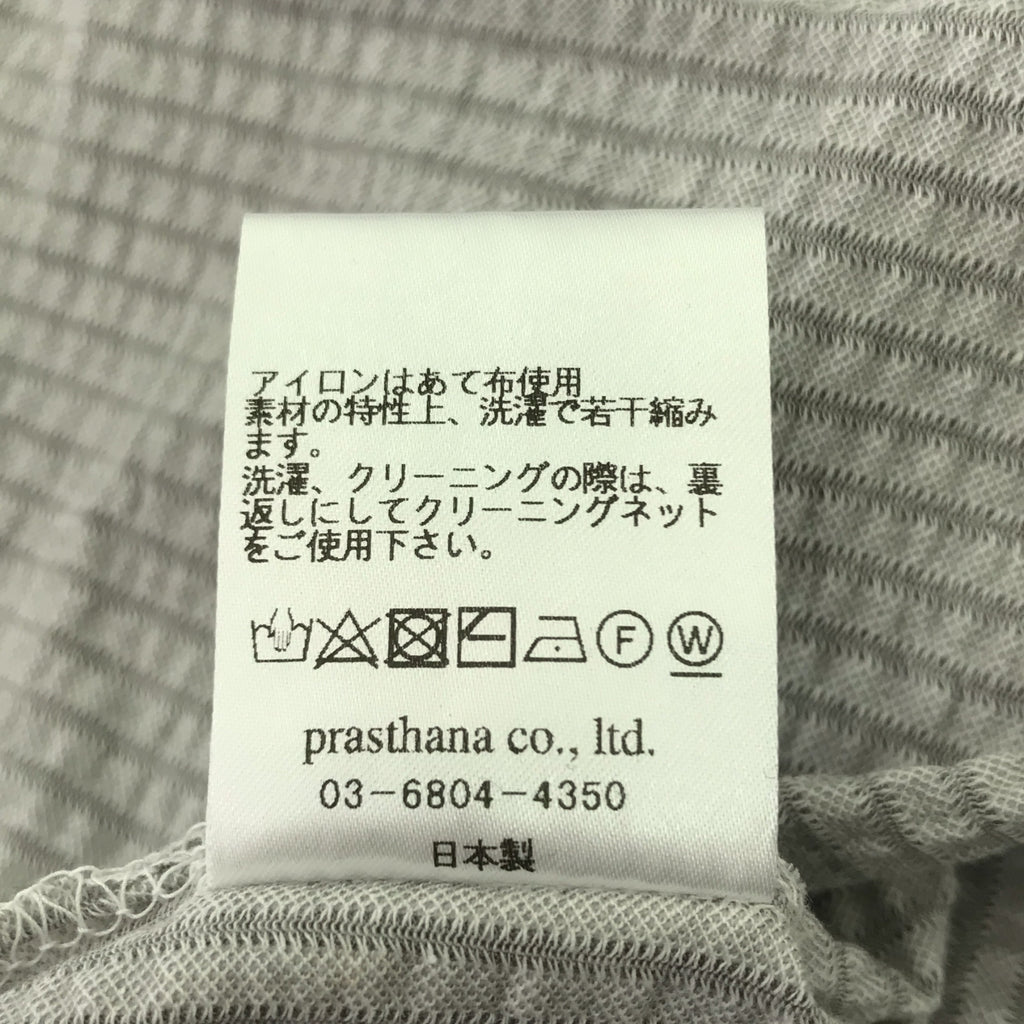 アイロンはあて布使用
素材の特性上、洗濯で若干縮み
ます。
洗濯、クリーニングの際は、裏
返しにしてクリーニングネット
をご使用下さい。
F W
prasthana co., ltd.
03-6804-4350
日本製